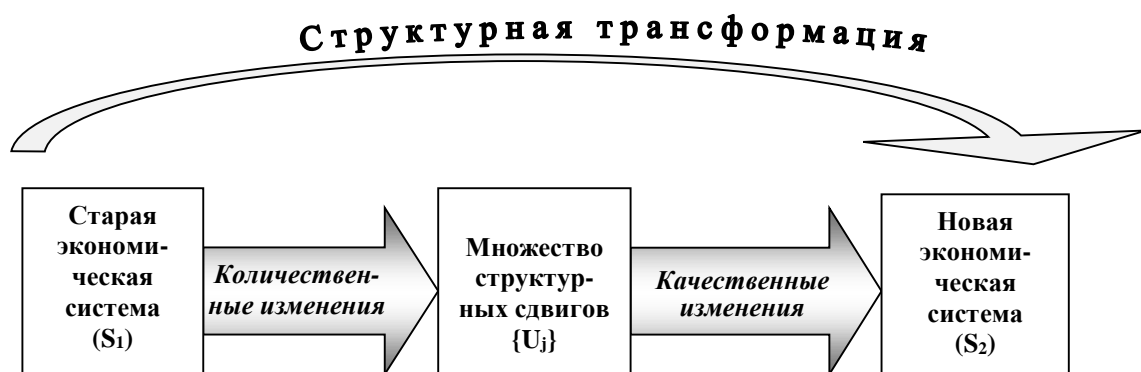 Структурная трансформация
Старая
экономи-
ческая
система
(S₁)
Количествен-
ные изменения
Множество
структур-
ных сдвигов
{Uⱼ}
Качественные
изменения
Новая
экономи-
ческая
система
(S₂)